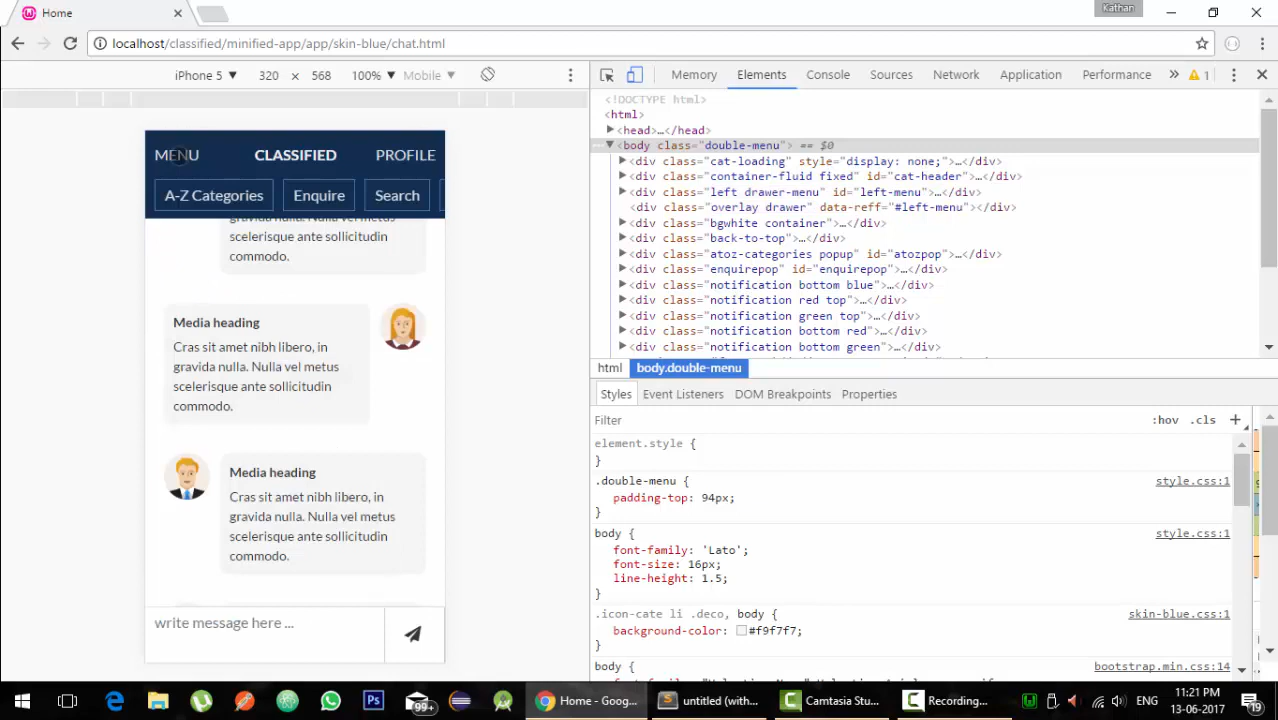 Home
Kathan
localhost/classified/minified-app/app/skin-blue/chat.html
iPhone 5 ▼ 320 × 568 100% ▼ Mobile ▼
Memory Elements Console Sources Network Application Performance » 1
MENU CLASSIFIED PROFILE
A-Z Categories Enquire Search
gravida nulla. Nulla vel metus
scelerisque ante sollicitudin
commodo.
Media heading
Cras sit amet nibh libero, in
gravida nulla. Nulla vel metus
scelerisque ante sollicitudin
commodo.
Media heading
Cras sit amet nibh libero, in
gravida nulla. Nulla vel metus
scelerisque ante sollicitudin
commodo.
write message here ...
<!DOCTYPE html>
<html>
<head>…</head>
<body class="double-menu"> == $0
<div class="cat-loading" style="display: none;">…</div>
<div class="container-fluid fixed" id="cat-header">…</div>
<div class="left drawer-menu" id="left-menu">…</div>
<div class="overlay drawer" data-reff="#left-menu"></div>
<div class="bgwhite container">…</div>
<div class="back-to-top">…</div>
<div class="atoz-categories popup" id="atozpop">…</div>
<div class="enquirepop" id="enquirepop">…</div>
<div class="notification bottom blue">…</div>
<div class="notification red top">…</div>
<div class="notification green top">…</div>
<div class="notification bottom red">…</div>
<div class="notification bottom green">…</div>
html body.double-menu
Styles Event Listeners DOM Breakpoints Properties
Filter :hov .cls +
element.style {
}
.double-menu { style.css:1
padding-top: 94px;
}
body { style.css:1
font-family: 'Lato';
font-size: 16px;
line-height: 1.5;
}
.icon-cate li .deco, body { skin-blue.css:1
background-color: #f9f7f7;
}
body { bootstrap.min.css:14
99+ Home - Goog... untitled (with... Camtasia Stu... Recording... ENG 11:21 PM
13-06-2017 19